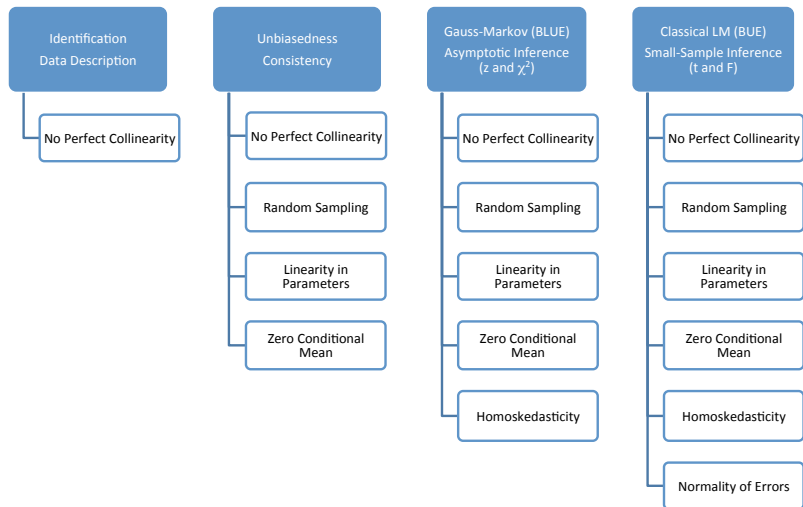 Identification
Data Description
No Perfect Collinearity
Unbiasedness
Consistency
No Perfect Collinearity
Random Sampling
Linearity in
Parameters
Zero Conditional
Mean
Gauss-Markov (BLUE)
Asymptotic Inference
(z and χ²)
No Perfect Collinearity
Random Sampling
Linearity in
Parameters
Zero Conditional
Mean
Homoskedasticity
Classical LM (BUE)
Small-Sample Inference
(t and F)
No Perfect Collinearity
Random Sampling
Linearity in
Parameters
Zero Conditional
Mean
Homoskedasticity
Normality of Errors